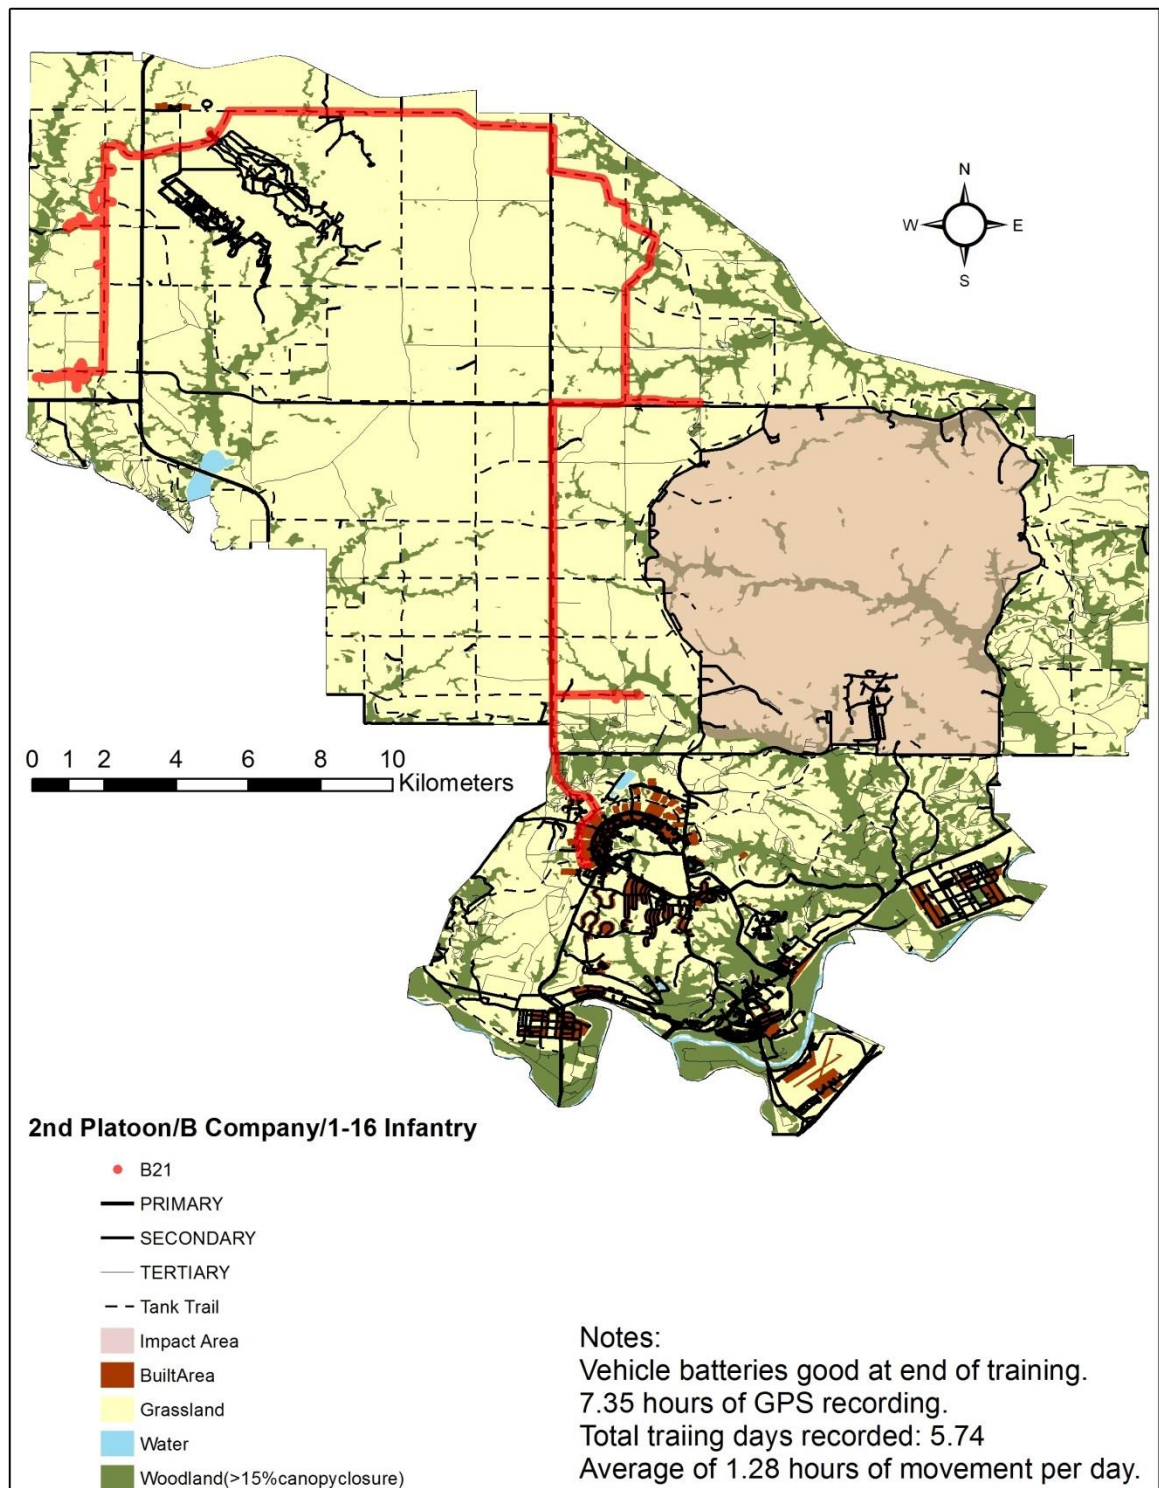 N
W
E
S
0 1 2 4 6 8 10
Kilometers
2nd Platoon/B Company/1-16 Infantry
B21
PRIMARY
SECONDARY
TERTIARY
Tank Trail
Impact Area
BuiltArea
Grassland
Water
Woodland(>15%canopyclosure)
Notes:
Vehicle batteries good at end of training.
7.35 hours of GPS recording.
Total traiing days recorded: 5.74
Average of 1.28 hours of movement per day.